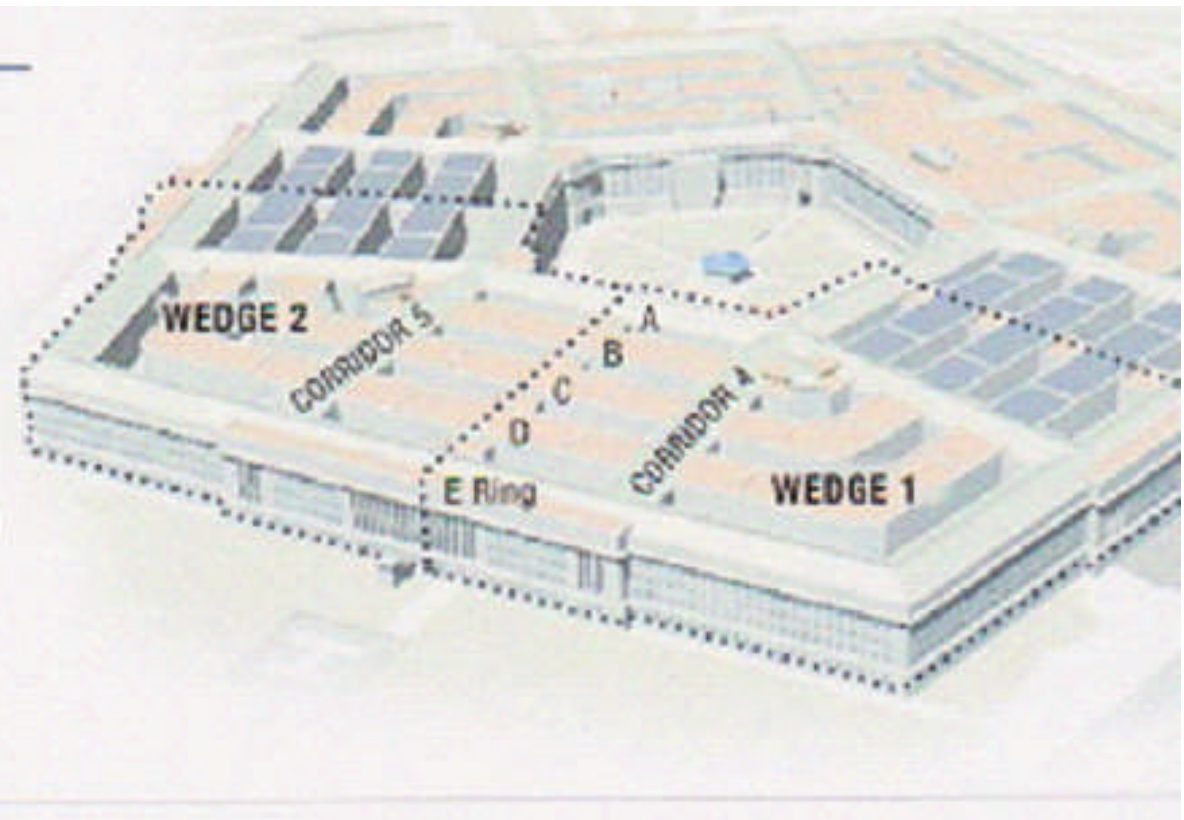 WEDGE 2
CORRIDOR 5
A
B
C
D
E Ring
CORRIDOR 4
WEDGE 1